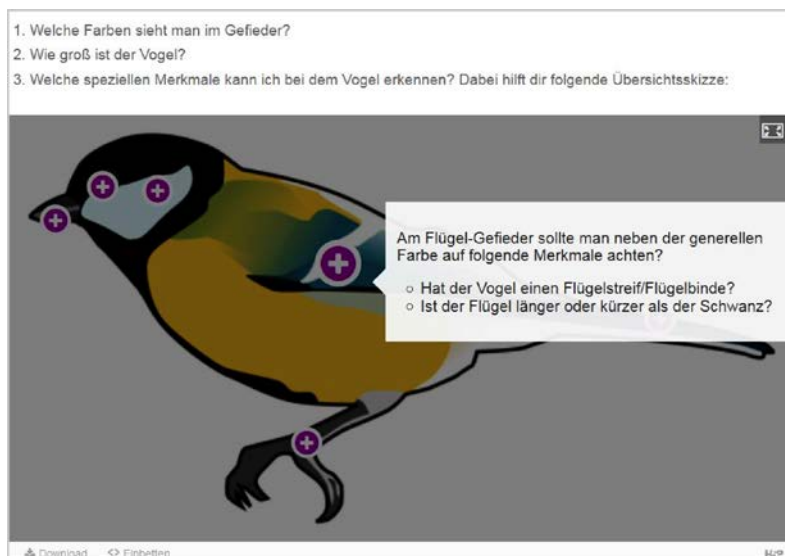 1. Welche Farben sieht man im Gefieder?
2. Wie groß ist der Vogel?
3. Welche speziellen Merkmale kann ich bei dem Vogel erkennen? Dabei hilft dir folgende Übersichtsskizze:
Am Flügel-Gefieder sollte man neben der generellen
Farbe auf folgende Merkmale achten?
○ Hat der Vogel einen Flügelstreif/Flügelbinde?
○ Ist der Flügel länger oder kürzer als der Schwanz?
Download <> Einbetten